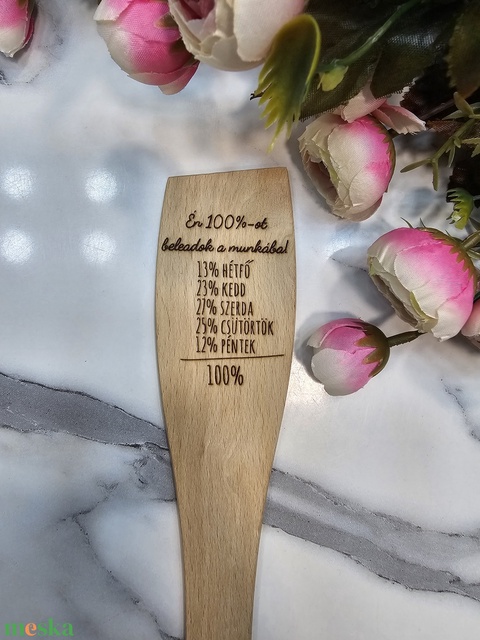 Én 100%-ot
beleadok a munkába!
13% HÉTFŐ
23% KEDD
27% SZERDA
25% CSÜTÖRTÖK
12% PÉNTEK
100%
meska